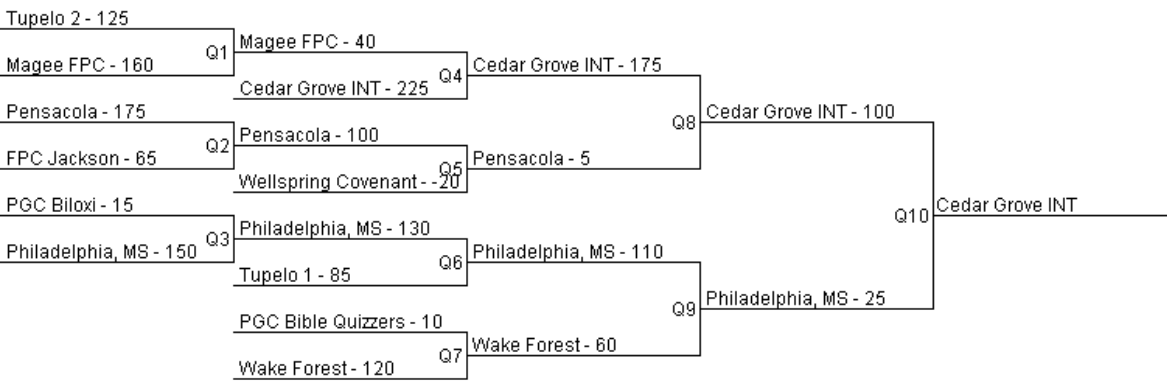 Tupelo 2 - 125
Magee FPC - 160
Q1
Pensacola - 175
FPC Jackson - 65
Q2
PGC Biloxi - 15
Philadelphia, MS - 150
Q3
Magee FPC - 40
Cedar Grove INT - 225
Q4
Pensacola - 100
Wellspring Covenant - -20
Q5
Philadelphia, MS - 130
Tupelo 1 - 85
Q6
PGC Bible Quizzers - 10
Wake Forest - 120
Q7
Cedar Grove INT - 175
Pensacola - 5
Q8
Philadelphia, MS - 110
Wake Forest - 60
Q9
Cedar Grove INT - 100
Philadelphia, MS - 25
Q10
Cedar Grove INT